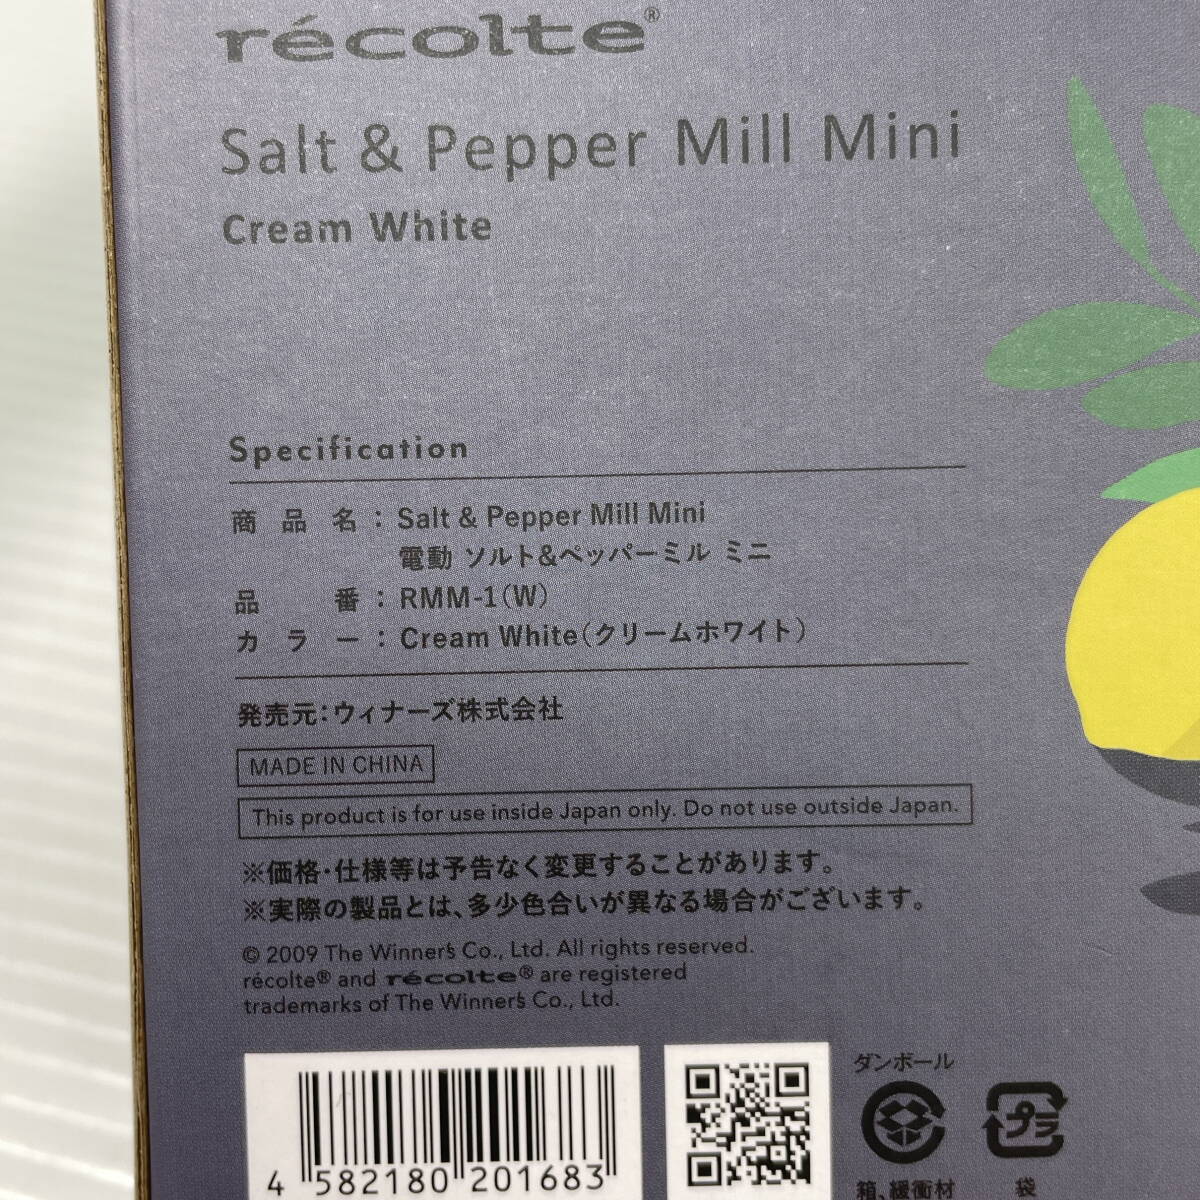 récolte®
Salt & Pepper Mill Mini
Cream White
Specification
商品名：Salt & Pepper Mill Mini
電動 ソルト&ペッパーミル ミニ
品番：RMM-1(W)
カラー：Cream White(クリームホワイト)
発売元:ウィナーズ株式会社
MADE IN CHINA
This product is for use inside Japan only. Do not use outside Japan.
※価格・仕様等は予告なく変更することがあります。
※実際の製品とは、多少色合いが異なる場合がございます。
© 2009 The Winner's Co., Ltd. All rights reserved.
récolte® and récolte® are registered
trademarks of The Winner's Co., Ltd.
ダンボール
プラ
箱、緩衝材
袋
4 582180 201683